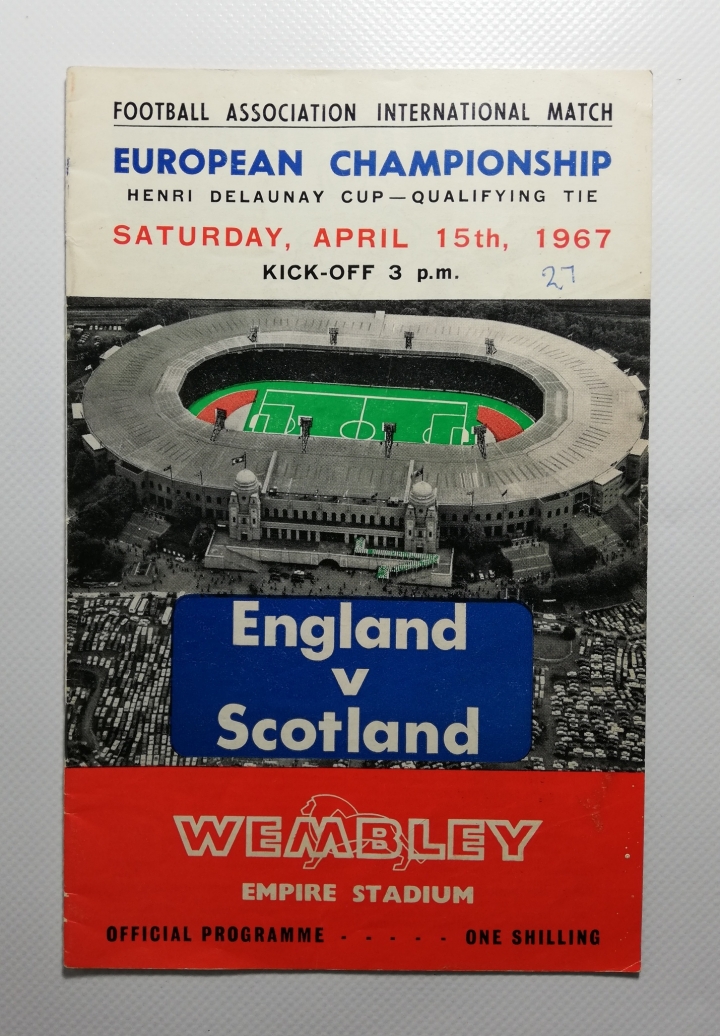 FOOTBALL ASSOCIATION INTERNATIONAL MATCH
EUROPEAN CHAMPIONSHIP
HENRI DELAUNAY CUP—QUALIFYING TIE
SATURDAY, APRIL 15th, 1967
KICK-OFF 3 p.m.
27
England
v
Scotland
WEMBLEY
EMPIRE STADIUM
OFFICIAL PROGRAMME - - - - - ONE SHILLING